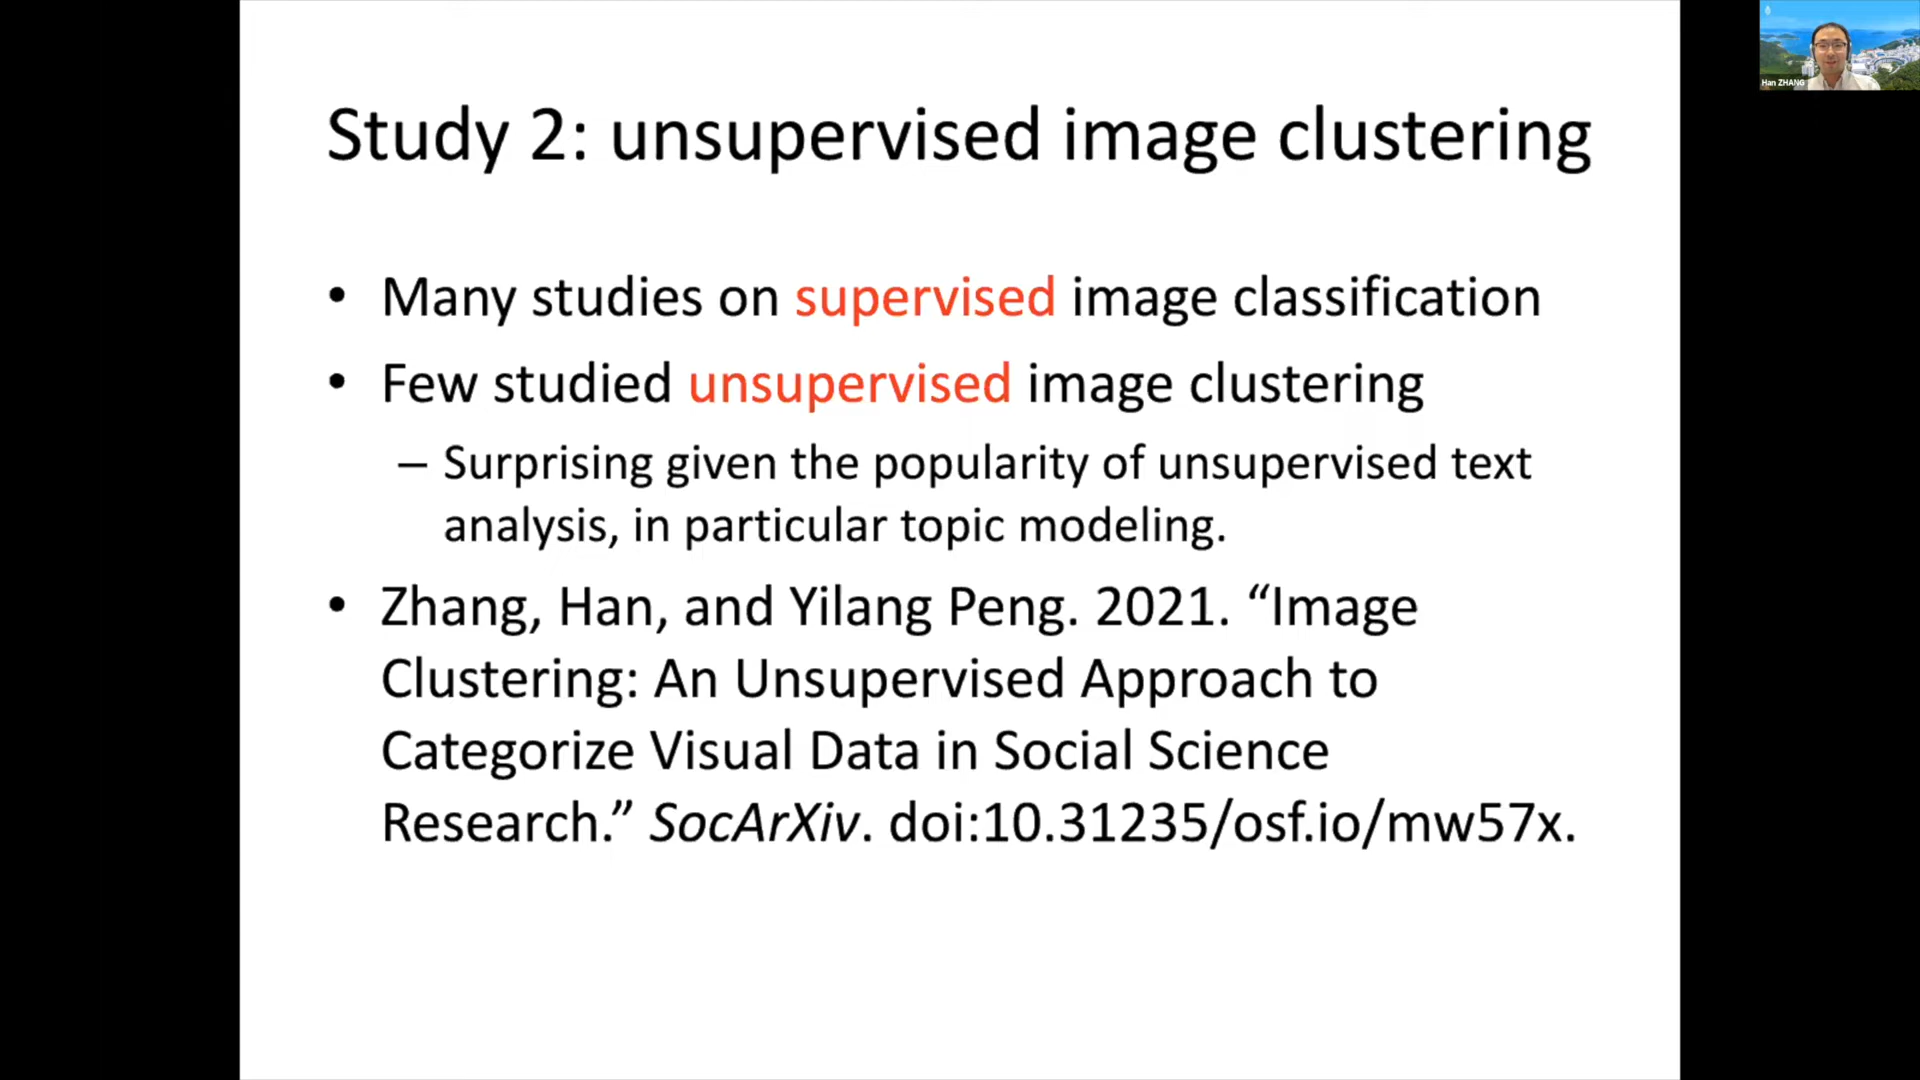 Study 2: unsupervised image clustering
• Many studies on supervised image classification
• Few studied unsupervised image clustering
– Surprising given the popularity of unsupervised text
analysis, in particular topic modeling.
• Zhang, Han, and Yilang Peng. 2021. “Image
Clustering: An Unsupervised Approach to
Categorize Visual Data in Social Science
Research.” SocArXiv. doi:10.31235/osf.io/mw57x.
Han ZHANG